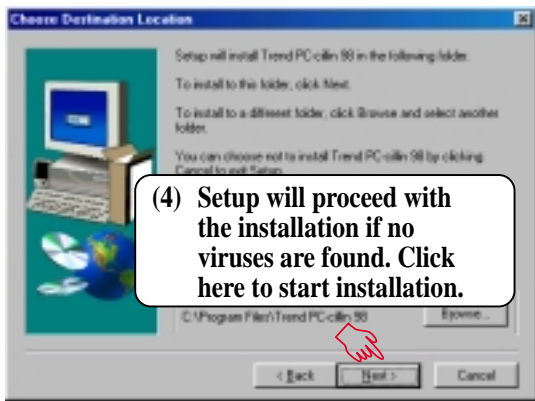 Choose Destination Location
Setup will install Trend PC-cillin 98 in the following folder.
To install to this folder, click Next.
To install to a different folder, click Browse and select another
folder.
You can choose not to install Trend PC-cillin 98 by clicking
Cancel to exit Setup.
(4) Setup will proceed with
the installation if no
viruses are found. Click
here to start installation.
C:\Program Files\Trend PC-cillin 98
Browse...
< Back
Next >
Cancel